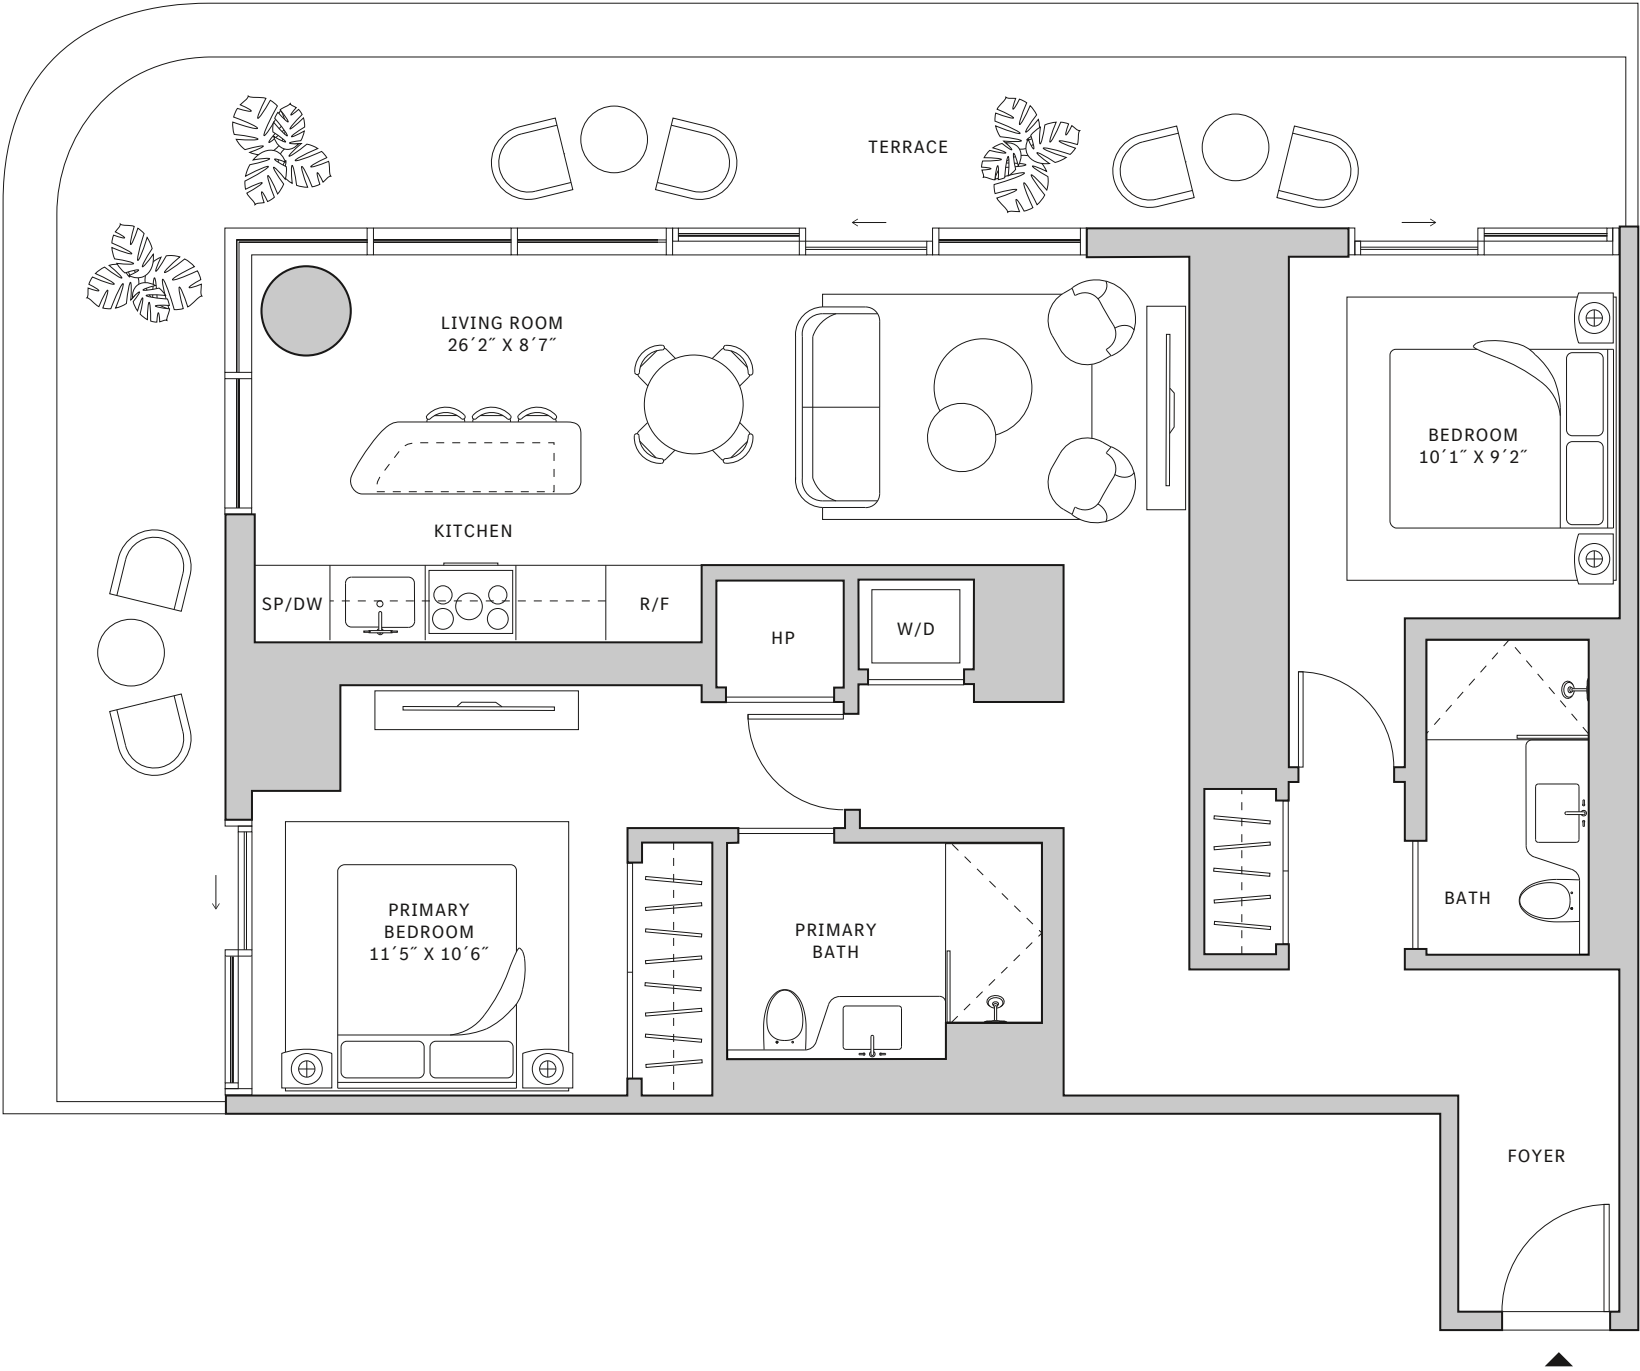 TERRACE
LIVING ROOM
26´2˝ X 8´7˝
BEDROOM
10´1˝ X 9´2˝
KITCHEN
SP/DW
R/F
HP
W/D
PRIMARY
BEDROOM
11´5˝ X 10´6˝
PRIMARY
BATH
BATH
FOYER